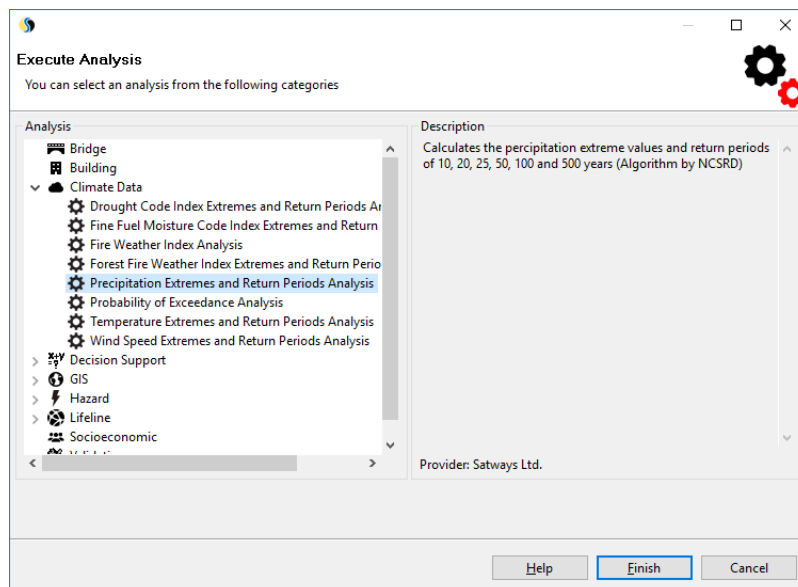 Execute Analysis
You can select an analysis from the following categories
Analysis
Bridge
Building
Climate Data
Drought Code Index Extremes and Return Periods Ar
Fine Fuel Moisture Code Index Extremes and Return
Fire Weather Index Analysis
Forest Fire Weather Index Extremes and Return Perio
Precipitation Extremes and Return Periods Analysis
Probability of Exceedance Analysis
Temperature Extremes and Return Periods Analysis
Wind Speed Extremes and Return Periods Analysis
Decision Support
GIS
Hazard
Lifeline
Socioeconomic
Description
Calculates the percipitation extreme values and return periods
of 10, 20, 25, 50, 100 and 500 years (Algorithm by NCSRD)
Provider: Satways Ltd.
Help
Finish
Cancel